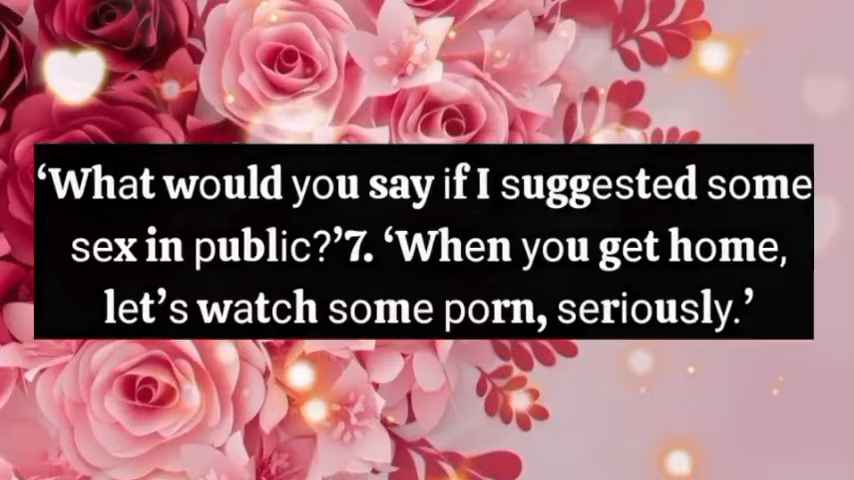 ‘What would you say if I suggested some
sex in public?’7. ‘When you get home,
let’s watch some porn, seriously.’